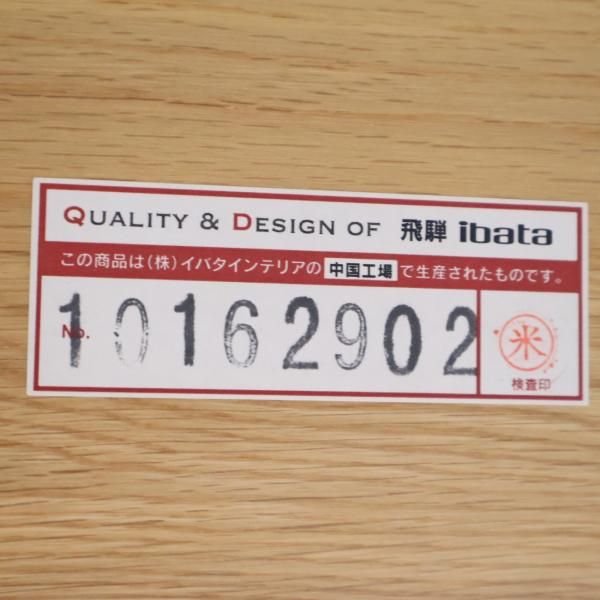 QUALITY & DESIGN OF 飛騨 ibata
この商品は(株)イバタインテリアの 中国工場 で生産されたものです。
No. 10162902
米
検査印